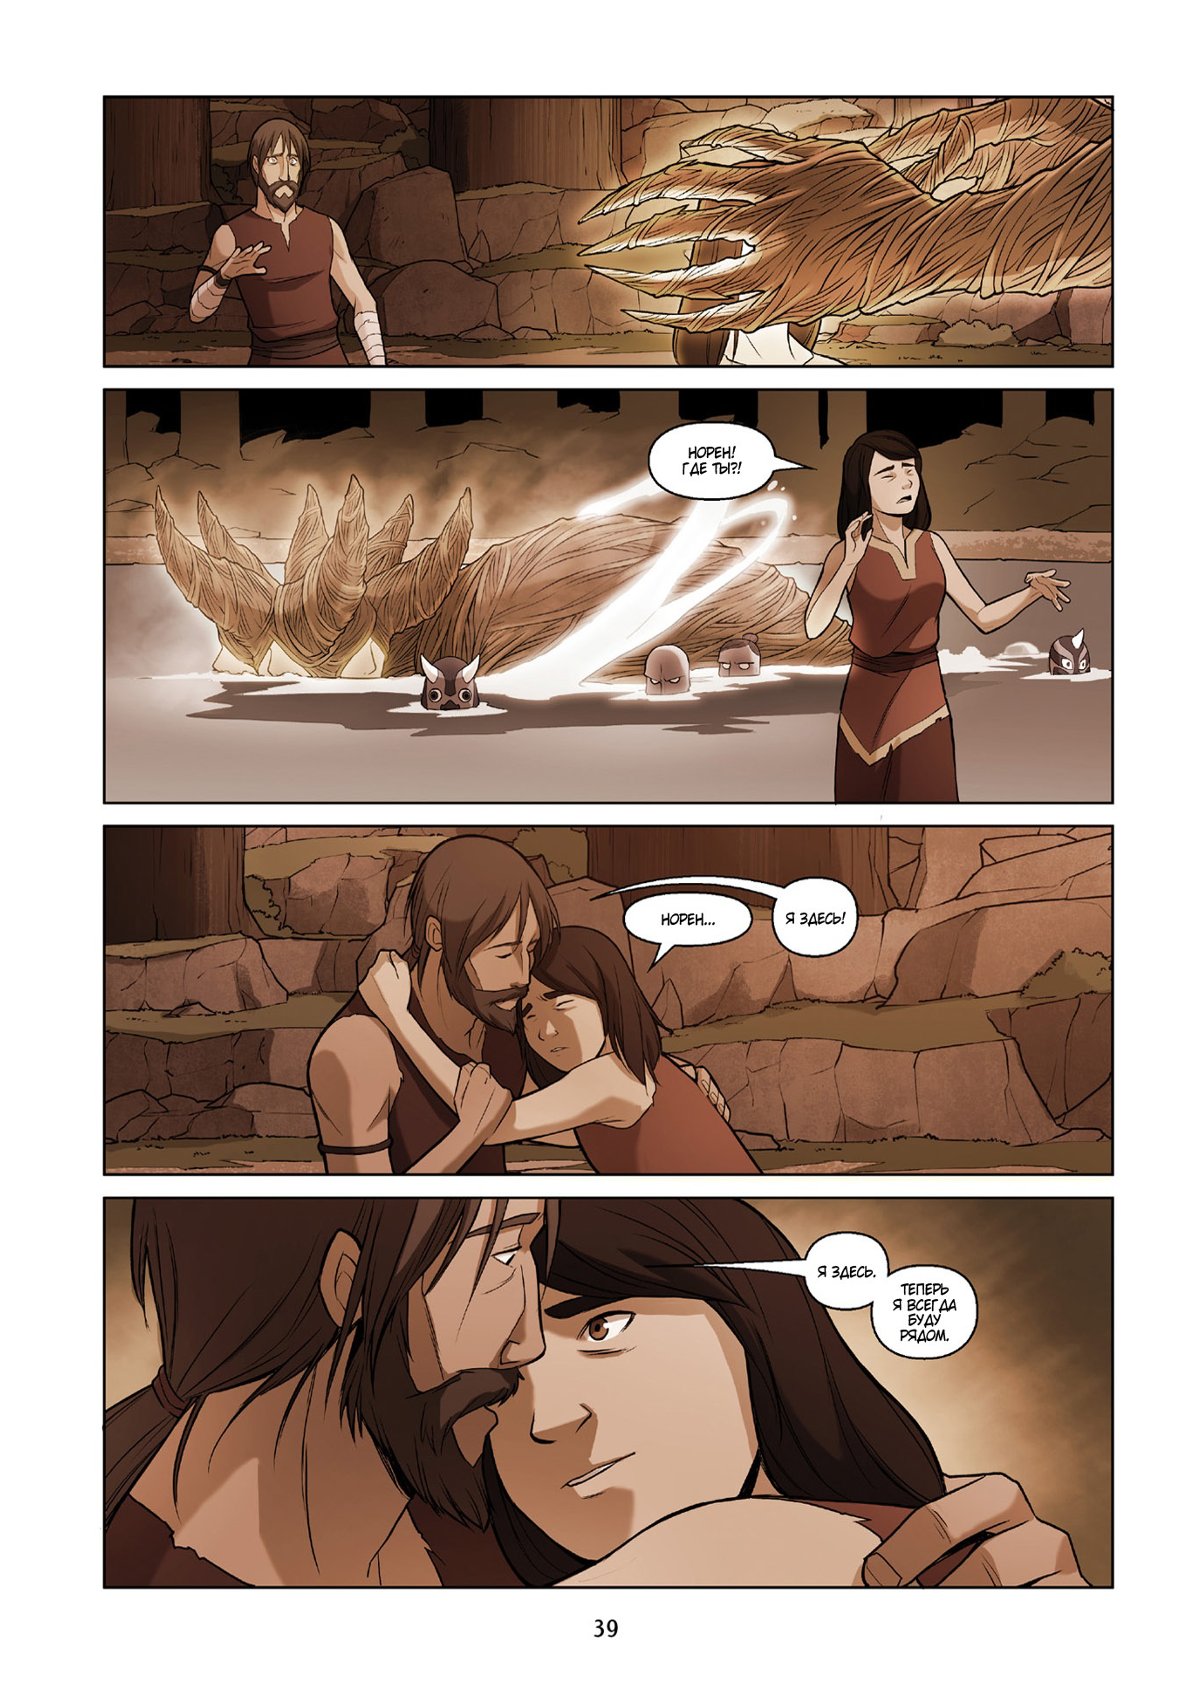 НОРЕН!
ГДЕ ТЫ?!
НОРЕН...
Я ЗДЕСЬ!
Я ЗДЕСЬ.
ТЕПЕРЬ
Я ВСЕГДА
БУДУ
РЯДОМ.
39